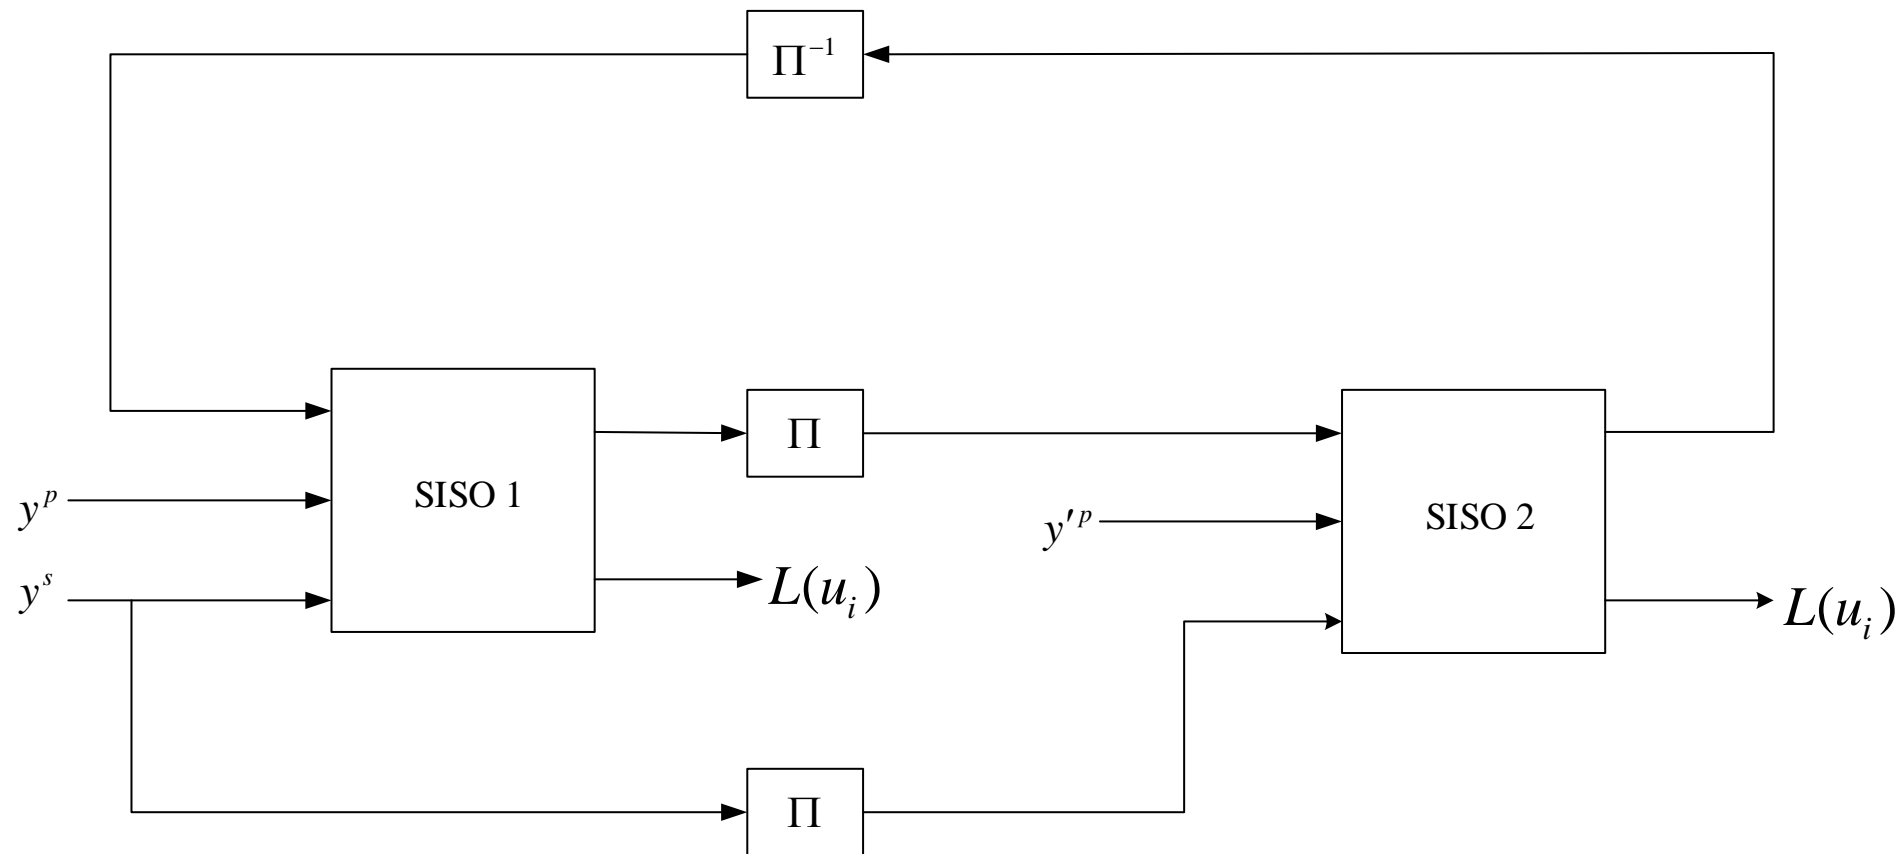 Π⁻¹
SISO 1
Π
SISO 2
yᵖ
y′ᵖ
yˢ
L(uᵢ)
L(uᵢ)
Π